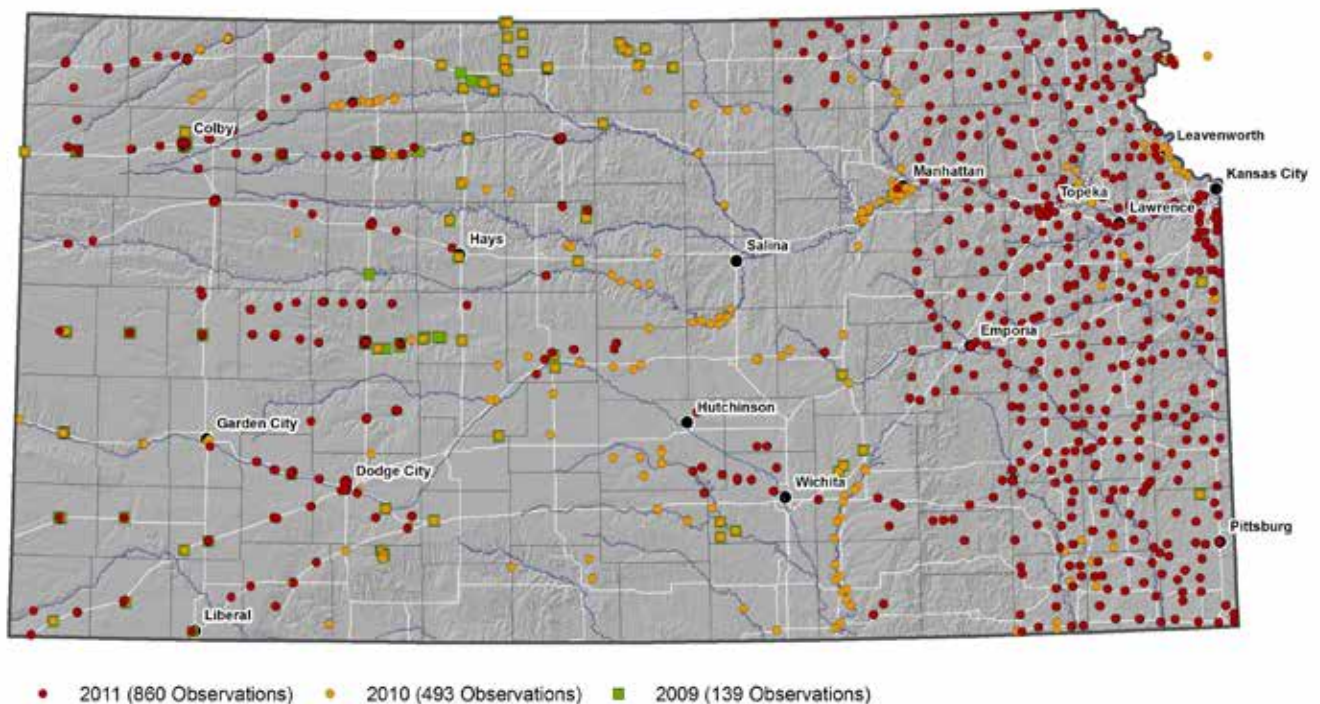 Colby
Leavenworth
Manhattan
Kansas City
Topeka
Lawrence
Hays
Salina
Emporia
Garden City
Hutchinson
Dodge City
Wichita
Pittsburg
Liberal
2011 (860 Observations) 2010 (493 Observations) 2009 (139 Observations)